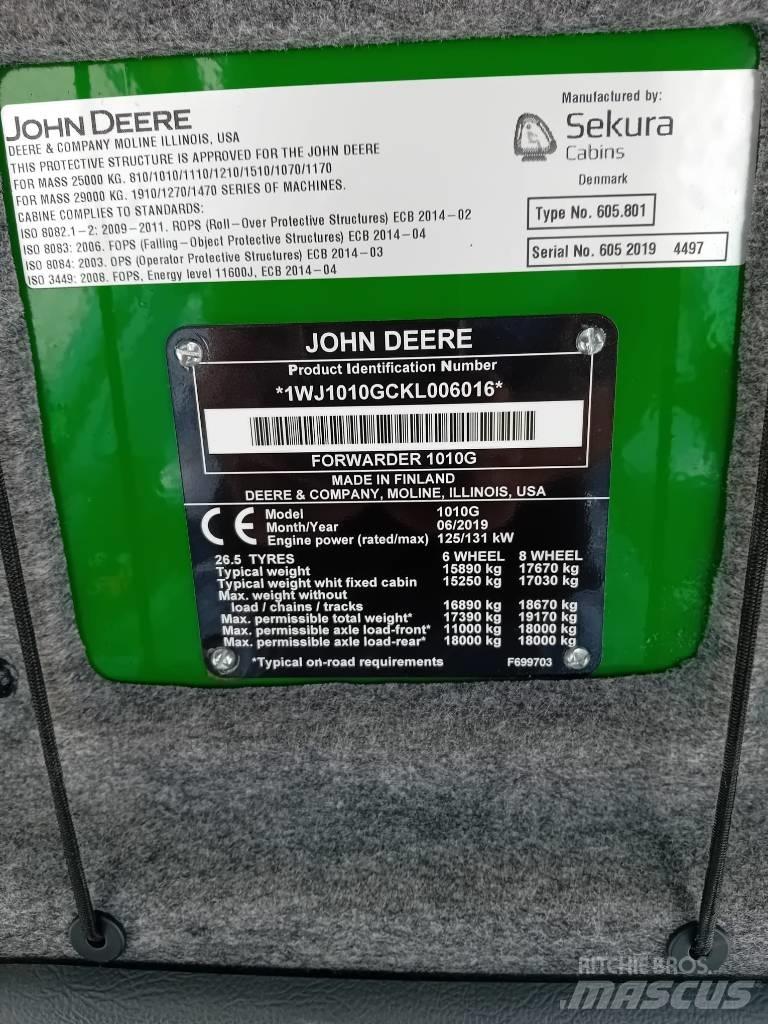 JOHN DEERE
DEERE & COMPANY MOLINE ILLINOIS, USA
THIS PROTECTIVE STRUCTURE IS APPROVED FOR THE JOHN DEERE
FOR MASS 25000 KG. 810/1010/1110/1210/1510/1070/1170
FOR MASS 29000 KG. 1910/1270/1470 SERIES OF MACHINES.
CABINE COMPLIES TO STANDARDS:
ISO 8082.1-2: 2009-2011. ROPS (Roll-Over Protective Structures) ECB 2014-02
ISO 8083: 2006. FOPS (Falling-Object Protective Structures) ECB 2014-04
ISO 8084: 2003. OPS (Operator Protective Structures) ECB 2014-03
ISO 3449: 2008. FOPS, Energy level 11600J, ECB 2014-04
Manufactured by:
Sekura
Cabins
Denmark
Type No. 605.801
Serial No. 605 2019 4497
JOHN DEERE
Product Identification Number
*1WJ1010GCKL006016*
FORWARDER 1010G
MADE IN FINLAND
DEERE & COMPANY, MOLINE, ILLINOIS, USA
CE
Model 1010G
Month/Year 06/2019
Engine power (rated/max) 125/131 kW
26.5 TYRES 6 WHEEL 8 WHEEL
Typical weight 15890 kg 17670 kg
Typical weight whit fixed cabin 15250 kg 17030 kg
Max. weight without
load / chains / tracks 16890 kg 18670 kg
Max. permissible total weight* 17390 kg 19170 kg
Max. permissible axle load-front* 11000 kg 18000 kg
Max. permissible axle load-rear* 18000 kg 18000 kg
*Typical on-road requirements F699703
RITCHIE BROS.
MASCUS